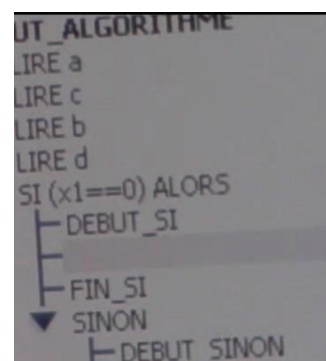 UT_ALGORITHME
LIRE a
LIRE c
LIRE b
LIRE d
SI (x1==0) ALORS
DEBUT_SI
FIN_SI
SINON
DEBUT_SINON